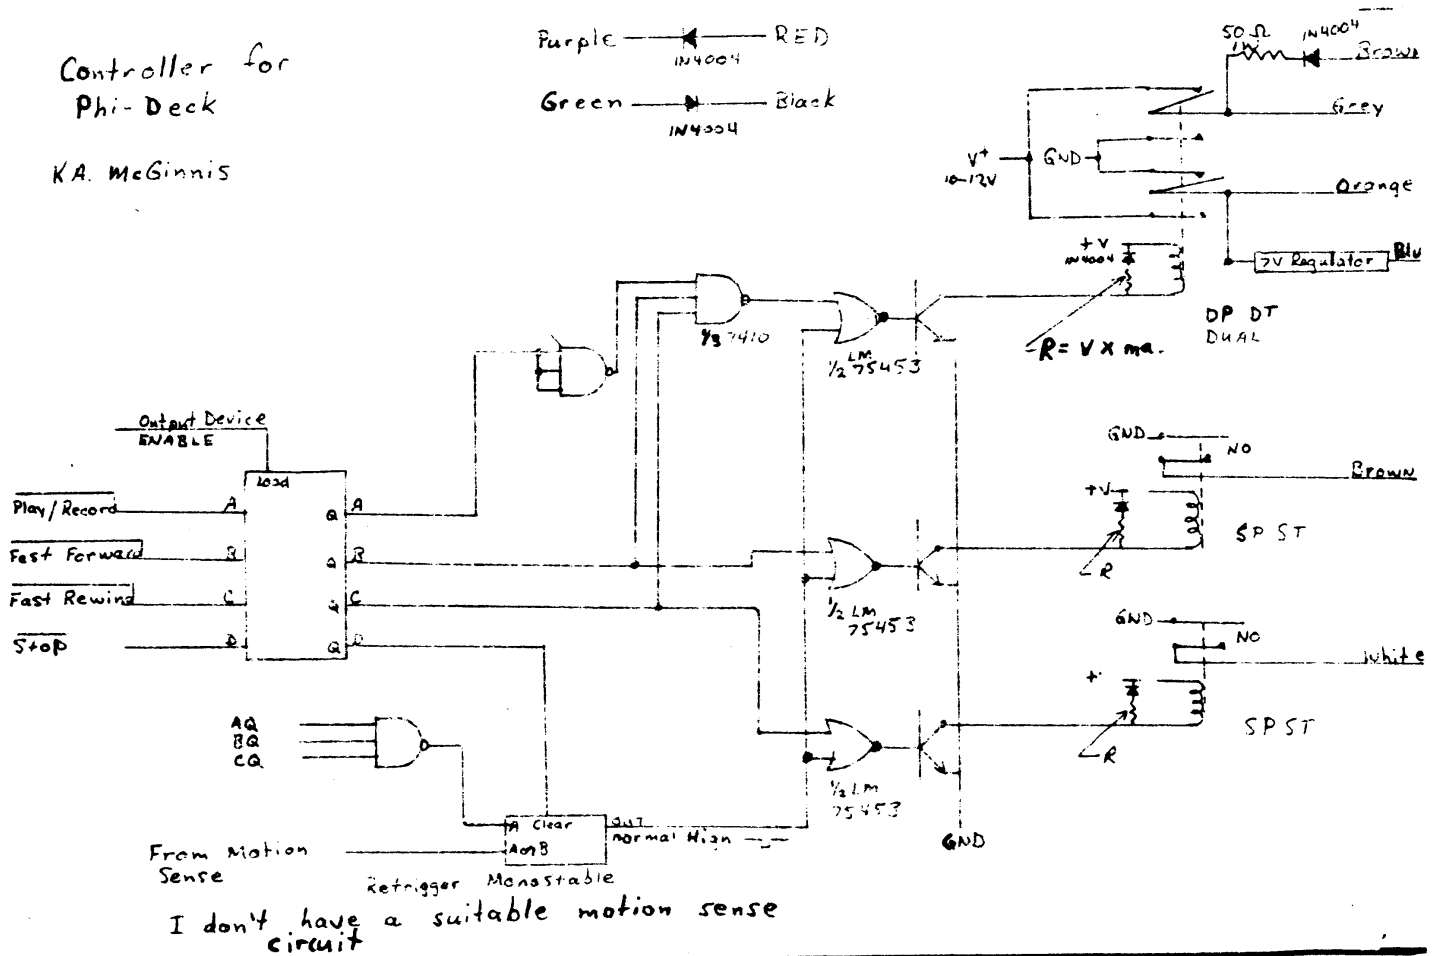 Controller for
Phi-Deck
K.A. McGinnis
Purple RED
1N4004
Green Black
1N4004
50Ω 1N4004
1W Brown
Grey
V+ GND
10-12V
Orange
+V
1N4004
7V Regulator Blu
DP DT
DUAL
R = V X ma.
1/3 7410
1/2 LM
75453
Output Device
ENABLE
Load
Play/Record A Q A
Fast Forward B Q B
Fast Rewind C Q C
Stop D Q D
GND NO
Brown
+V
SPST
R
1/2 LM
75453
GND NO
White
+
SPST
R
1/2 LM
75453
AQ
BQ
CQ
A Clear OUT
normal High
A or B
GND
From Motion
Sense
Retrigger Monostable
I don't have a suitable motion sense
circuit